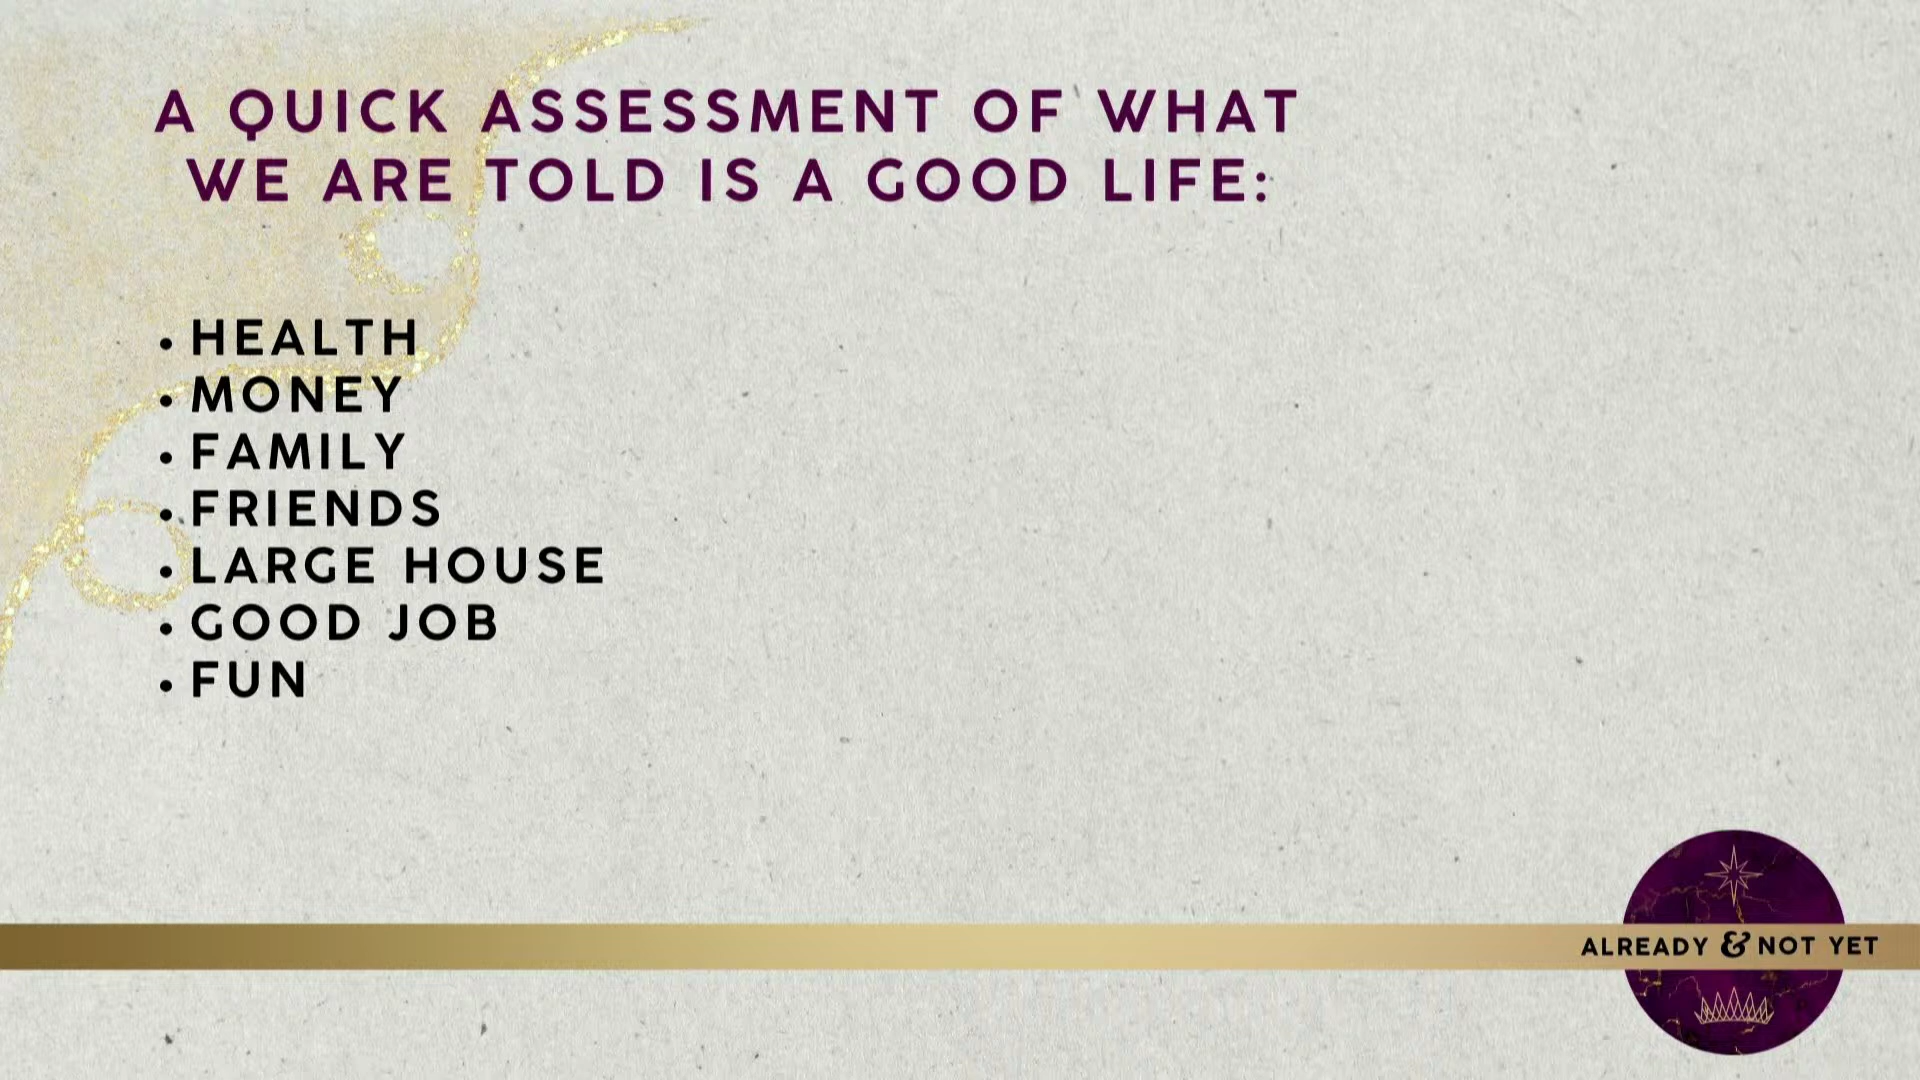 A QUICK ASSESSMENT OF WHAT
WE ARE TOLD IS A GOOD LIFE:
• HEALTH
• MONEY
• FAMILY
• FRIENDS
• LARGE HOUSE
• GOOD JOB
• FUN
ALREADY & NOT YET